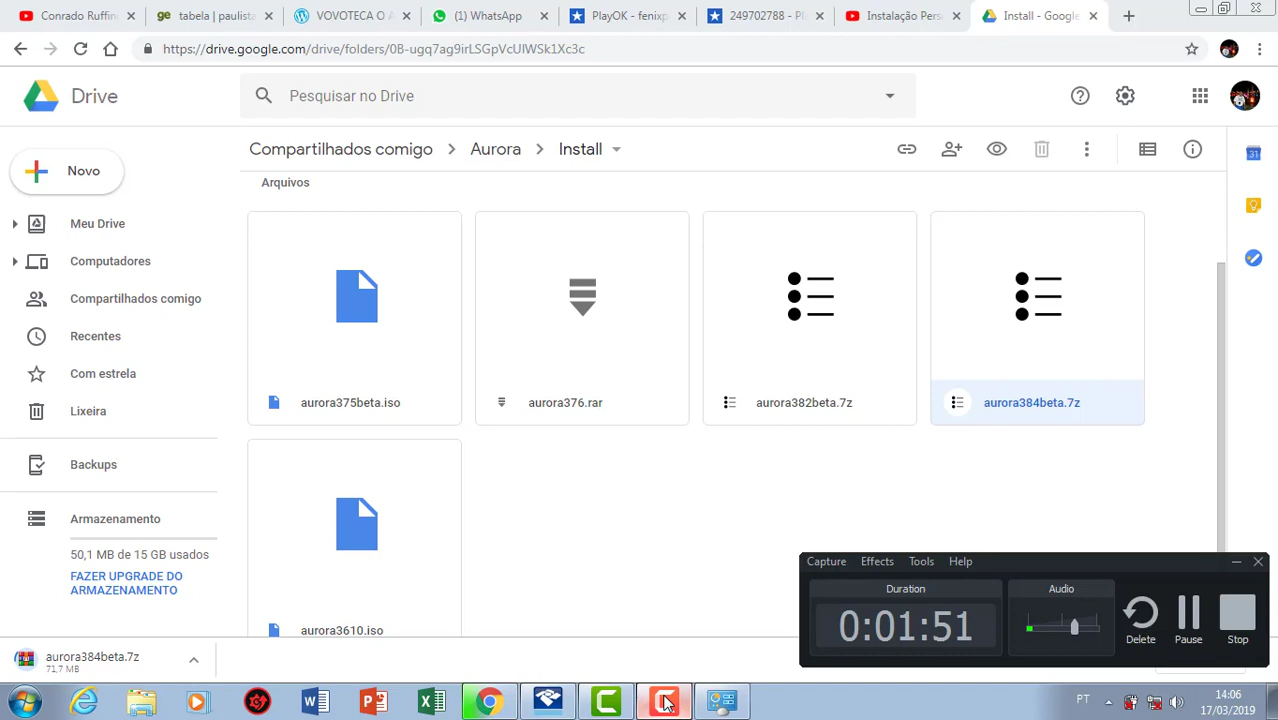 Conrado Ruffin
tabela | paulista
VOVOTECA O A
(1) WhatsApp
PlayOK - fenixp
249702788 - Pl
Instalação Pers
Install - Google
https://drive.google.com/drive/folders/0B-ugq7ag9irLSGpVcUlWSk1Xc3c
Drive
Pesquisar no Drive
Compartilhados comigo > Aurora > Install
Novo
Arquivos
Meu Drive
Computadores
Compartilhados comigo
Recentes
Com estrela
Lixeira
Backups
Armazenamento
50,1 MB de 15 GB usados
FAZER UPGRADE DO
ARMAZENAMENTO
aurora375beta.iso
aurora376.rar
aurora382beta.7z
aurora384beta.7z
aurora3610.iso
31
Capture Effects Tools Help
Duration
0:01:51
Audio
Delete
Pause
Stop
aurora384beta.7z
71,7 MB
PT
14:06
17/03/2019